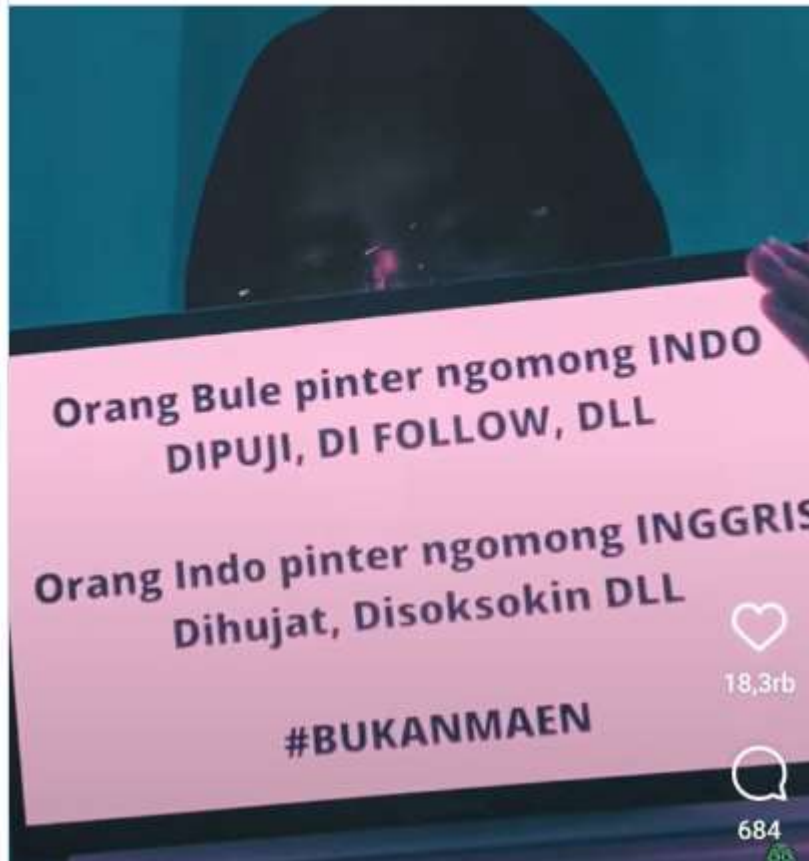 Orang Bule pinter ngomong INDO
DIPUJI, DI FOLLOW, DLL
Orang Indo pinter ngomong INGGRIS
Dihujat, Disoksokin DLL
#BUKANMAEN
18,3rb
684